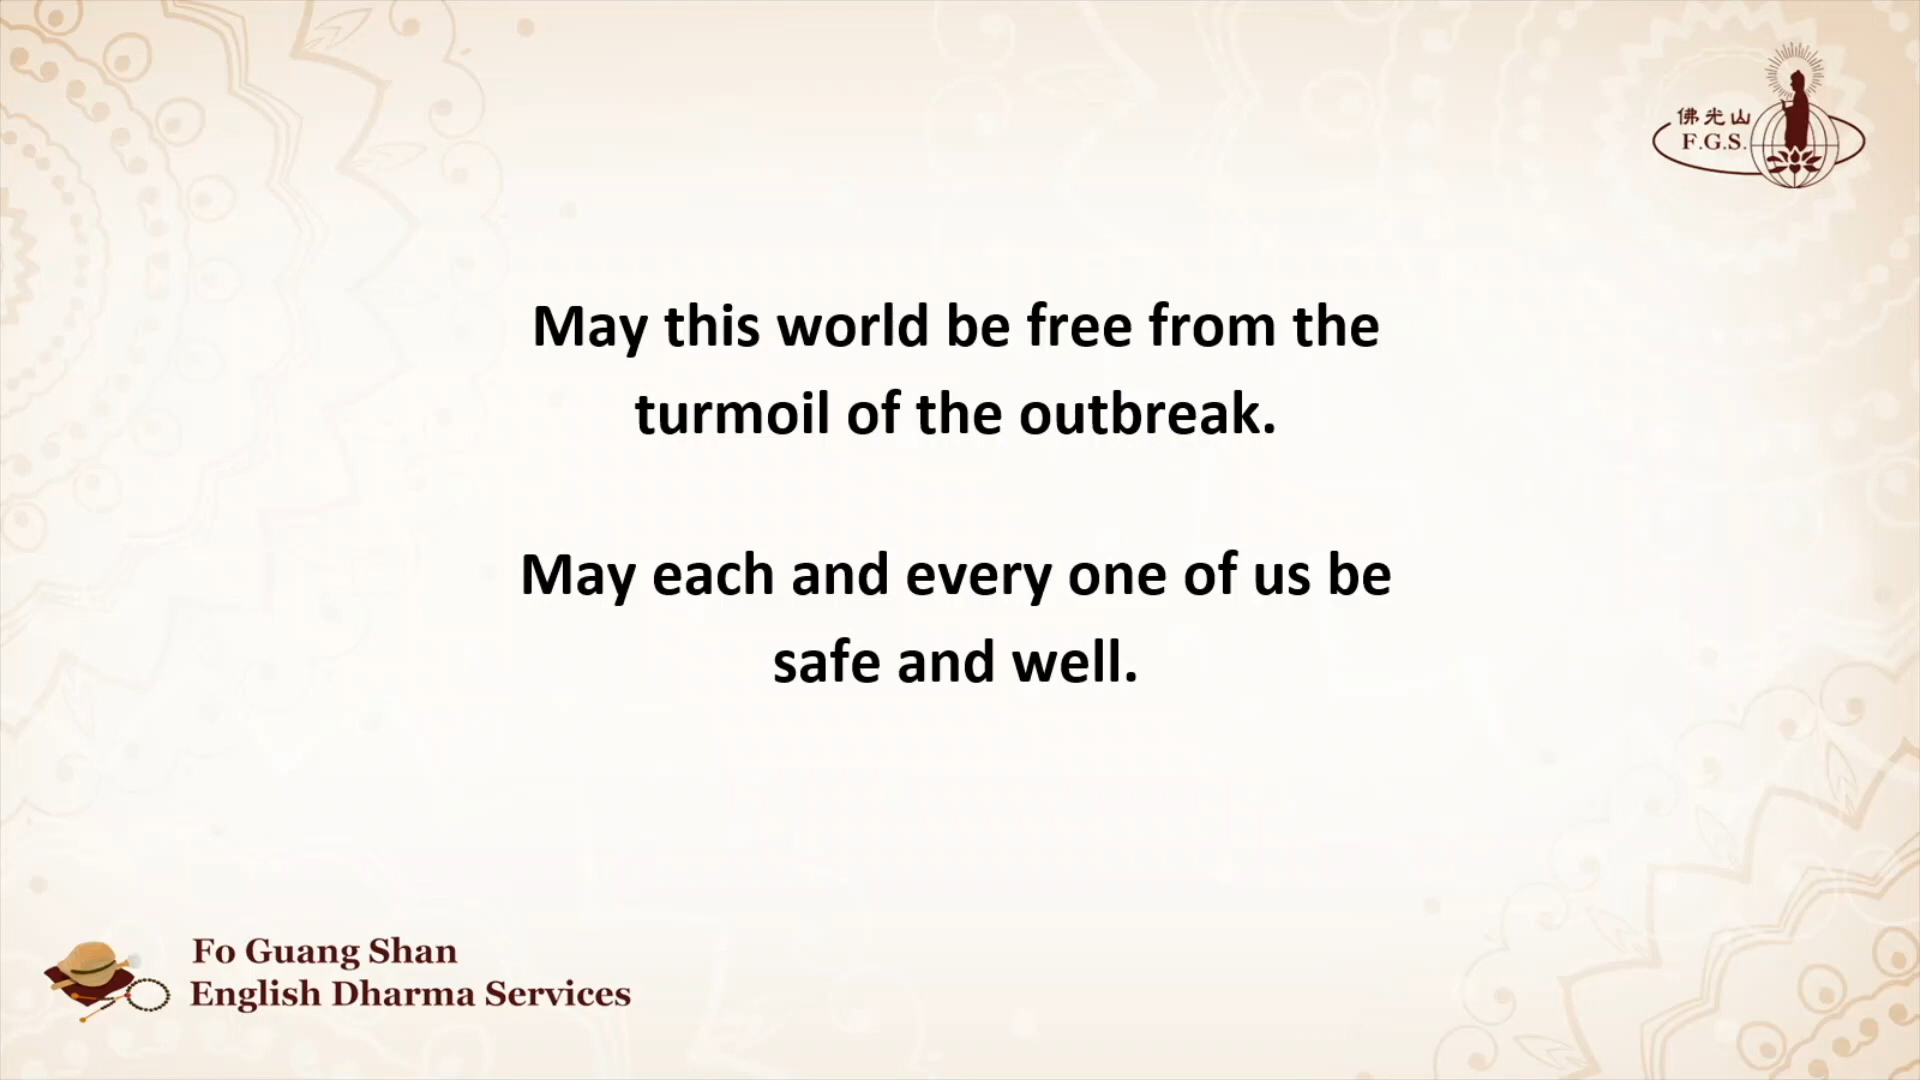 佛光山
F.G.S.
May this world be free from the
turmoil of the outbreak.
May each and every one of us be
safe and well.
Fo Guang Shan
English Dharma Services